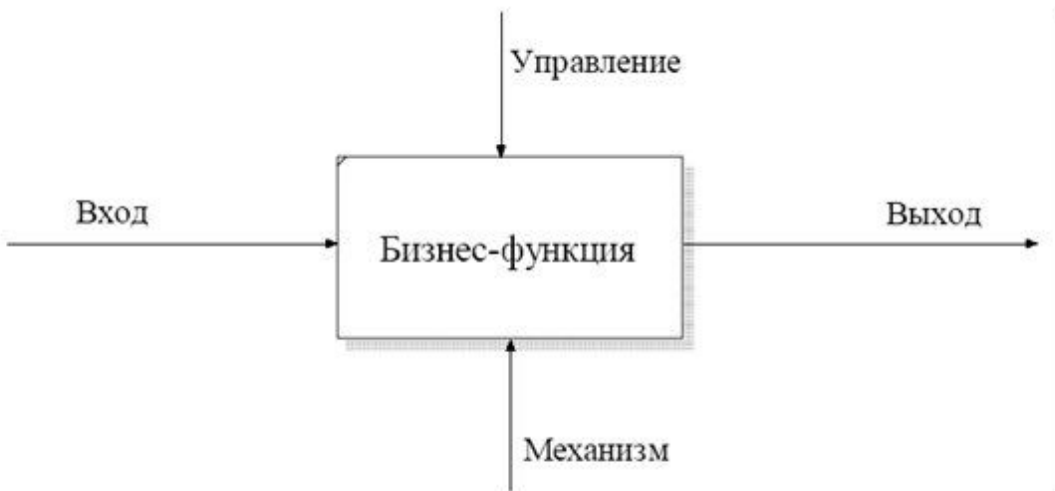 Управление
Вход
Выход
Бизнес-функция
Механизм